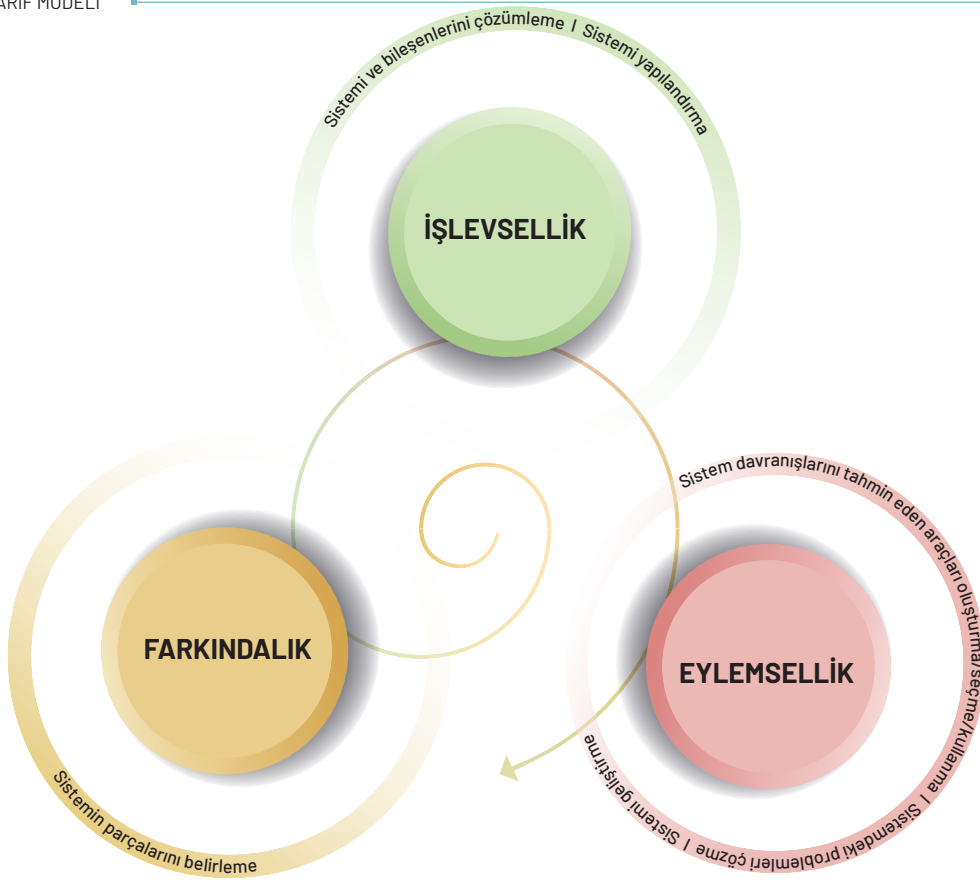 ARİF MODELİ
Sistemi ve bileşenlerini çözümleme I Sistemi yapılandırma
İŞLEVSELLİK
FARKINDALIK
Sistemin parçalarını belirleme
EYLEMSELLİK
Sistem davranışlarını tahmin eden araçları oluşturma/seçme/kullanma I Sistemdeki problemleri çözme I Sistemi geliştirme